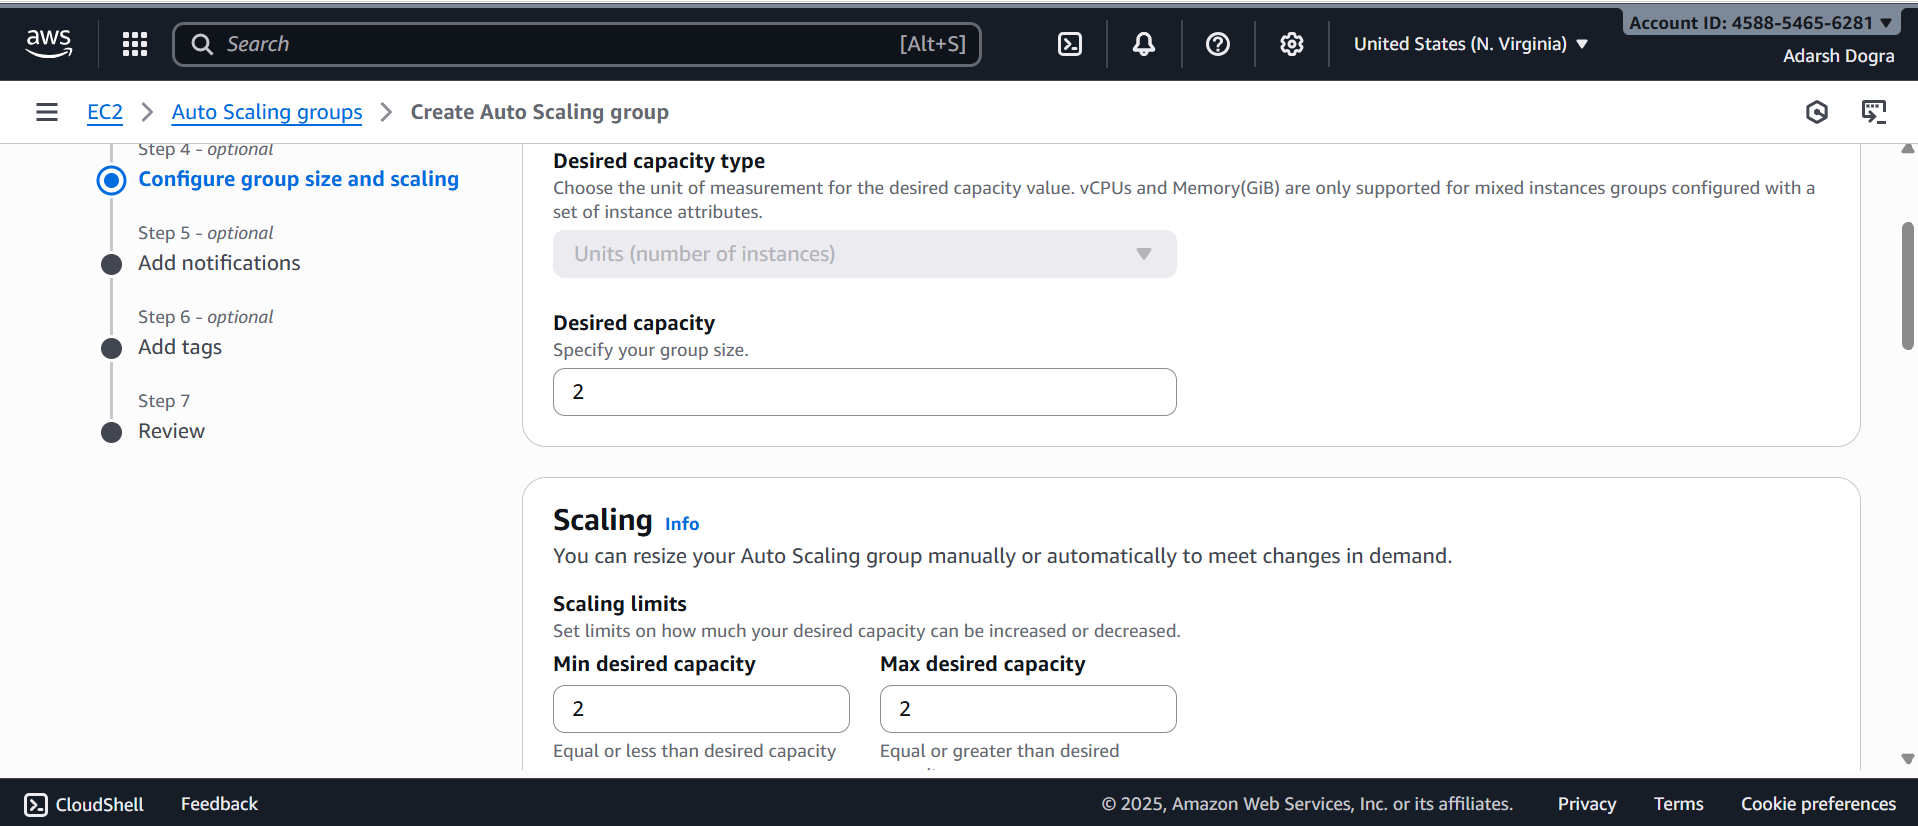 aws
Search [Alt+S]
United States (N. Virginia)
Account ID: 4588-5465-6281
Adarsh Dogra
EC2
Auto Scaling groups
Create Auto Scaling group
Step 4 - optional
Configure group size and scaling
Step 5 - optional
Add notifications
Step 6 - optional
Add tags
Step 7
Review
Desired capacity type
Choose the unit of measurement for the desired capacity value. vCPUs and Memory(GiB) are only supported for mixed instances groups configured with a
set of instance attributes.
Units (number of instances)
Desired capacity
Specify your group size.
2
Scaling Info
You can resize your Auto Scaling group manually or automatically to meet changes in demand.
Scaling limits
Set limits on how much your desired capacity can be increased or decreased.
Min desired capacity
2
Equal or less than desired capacity
Max desired capacity
2
Equal or greater than desired
CloudShell
Feedback
© 2025, Amazon Web Services, Inc. or its affiliates.
Privacy
Terms
Cookie preferences